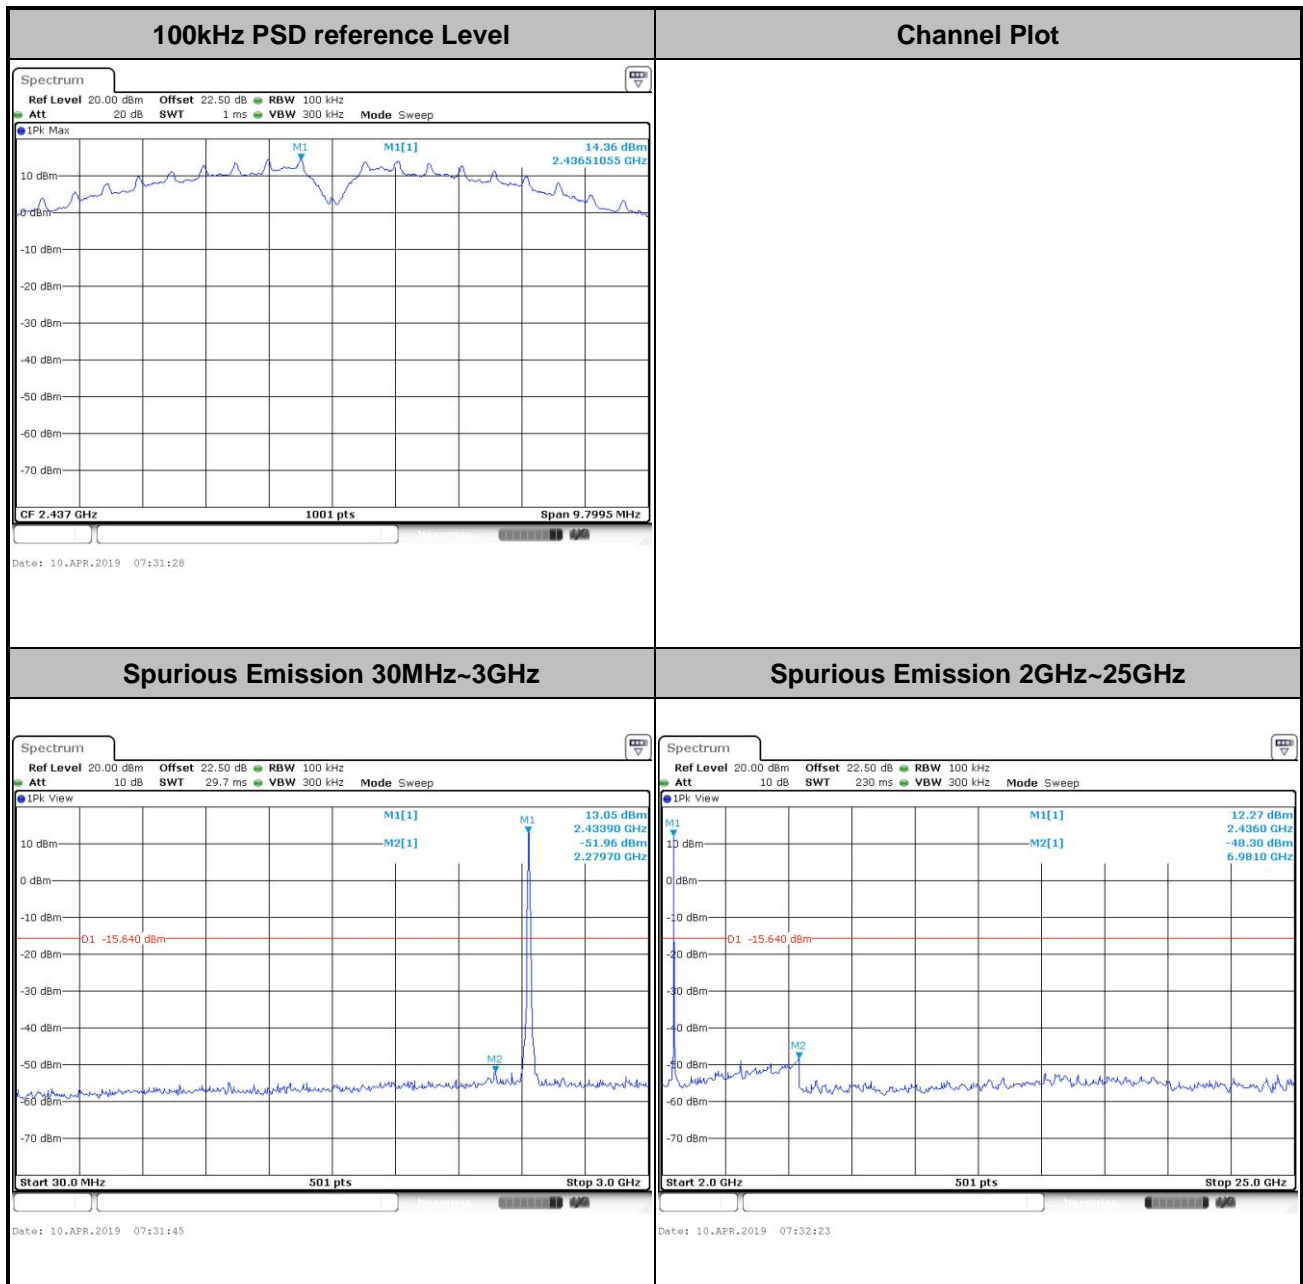 100kHz PSD reference Level
Channel Plot
Spectrum
Ref Level 20.00 dBm Offset 22.50 dB RBW 100 kHz
Att 20 dB SWT 1 ms VBW 300 kHz Mode Sweep
1Pk Max
M1
M1[1] 14.36 dBm
2.43651055 GHz
10 dBm
0 dBm
-10 dBm
-20 dBm
-30 dBm
-40 dBm
-50 dBm
-60 dBm
-70 dBm
CF 2.437 GHz 1001 pts Span 9.7995 MHz
Date: 10.APR.2019 07:31:28
Spurious Emission 30MHz~3GHz
Spurious Emission 2GHz~25GHz
Spectrum
Ref Level 20.00 dBm Offset 22.50 dB RBW 100 kHz
Att 10 dB SWT 29.7 ms VBW 300 kHz Mode Sweep
1Pk View
M1[1] 13.05 dBm
M1
2.43390 GHz
10 dBm
M2[1] -51.96 dBm
2.27970 GHz
0 dBm
-10 dBm
D1 -15.640 dBm
-20 dBm
-30 dBm
-40 dBm
-50 dBm
M2
-60 dBm
-70 dBm
Start 30.0 MHz 501 pts Stop 3.0 GHz
Date: 10.APR.2019 07:31:45
Spectrum
Ref Level 20.00 dBm Offset 22.50 dB RBW 100 kHz
Att 10 dB SWT 230 ms VBW 300 kHz Mode Sweep
1Pk View
M1[1] 12.27 dBm
M1
2.4360 GHz
10 dBm
M2[1] -48.30 dBm
6.9810 GHz
0 dBm
-10 dBm
D1 -15.640 dBm
-20 dBm
-30 dBm
-40 dBm
M2
-50 dBm
-60 dBm
-70 dBm
Start 2.0 GHz 501 pts Stop 25.0 GHz
Date: 10.APR.2019 07:32:23